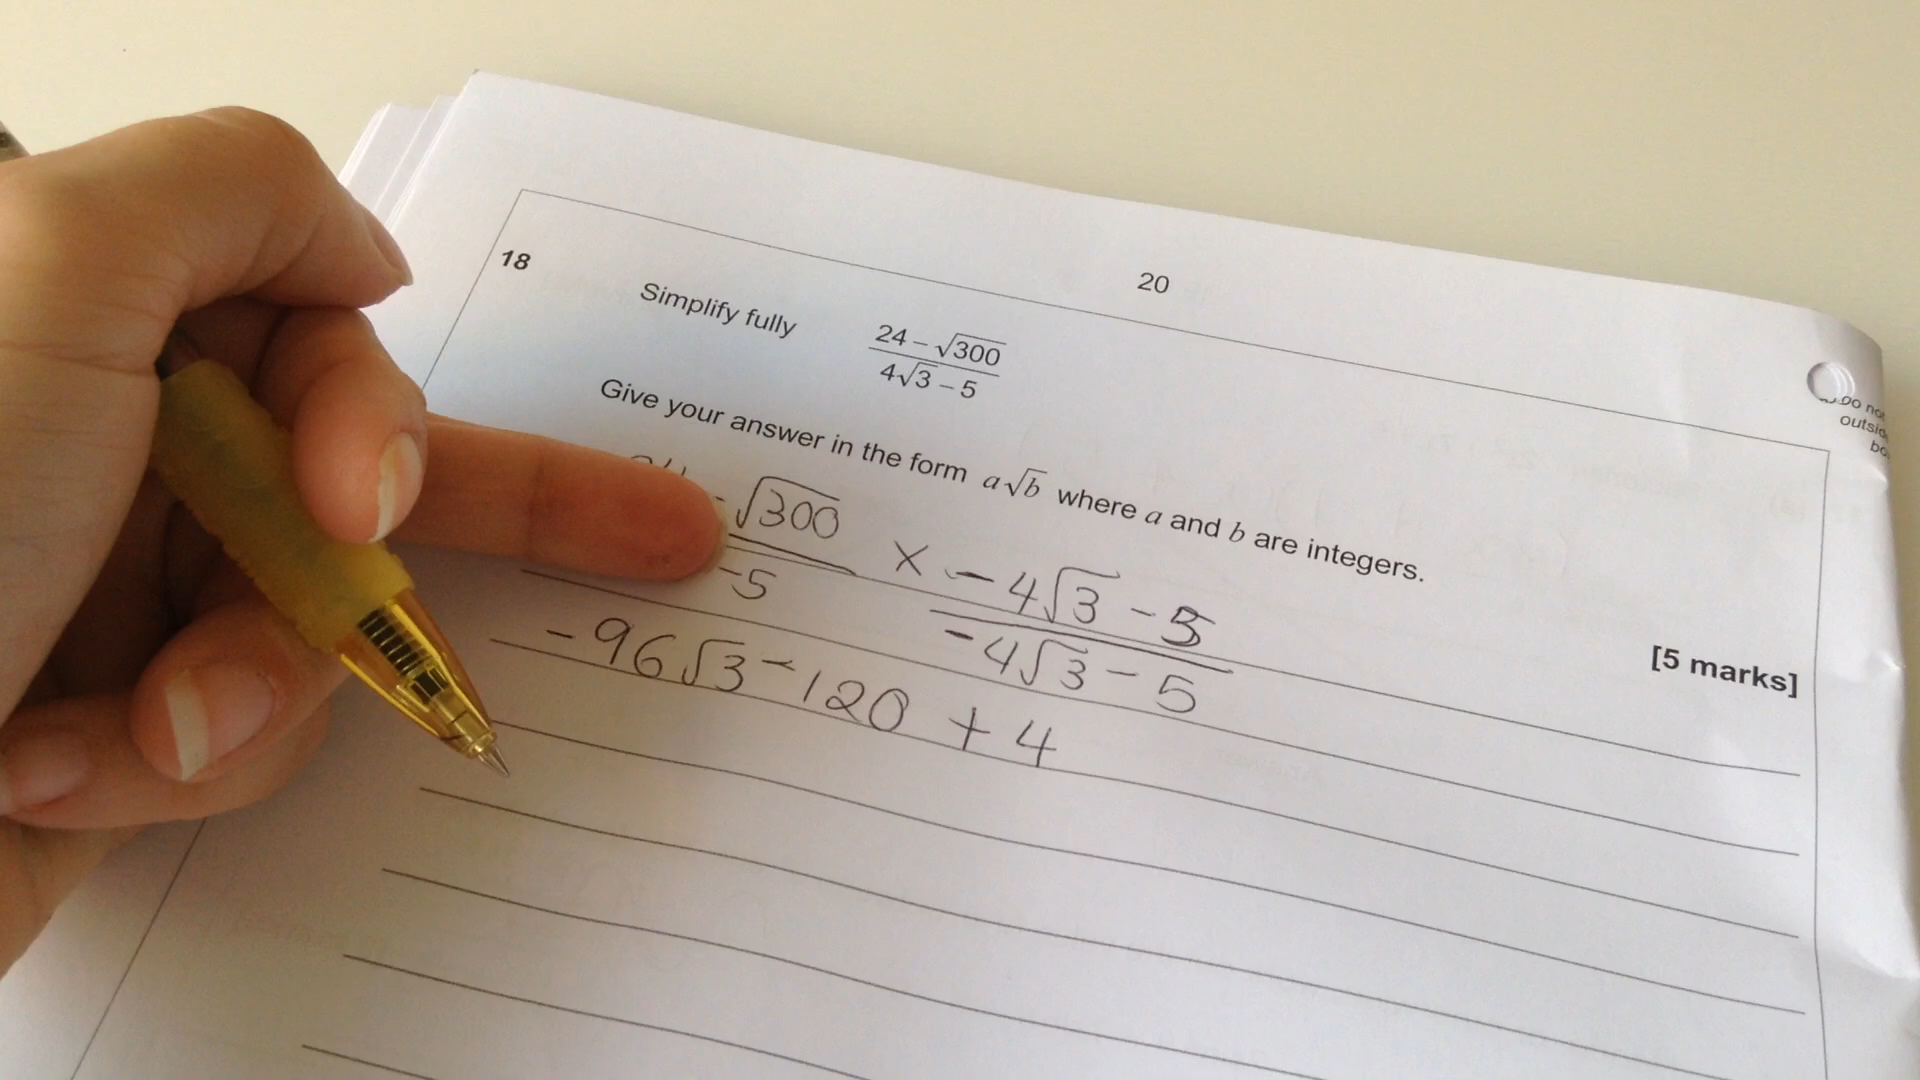 20
18
Simplify fully (24 − √300)/(4√3 − 5)
Give your answer in the form a√b where a and b are integers.
[5 marks]
−√300 × −4√3 − 5
−5 −4√3 − 5
−96√3 − 120 + 4